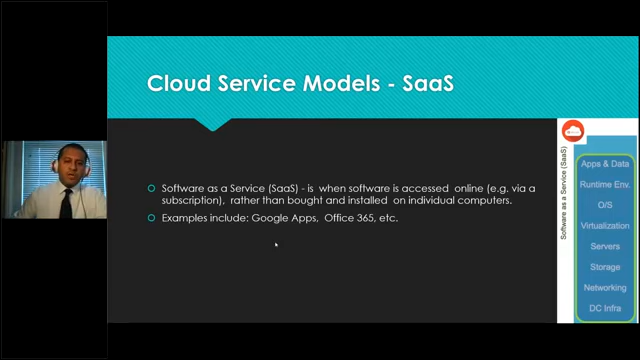 Cloud Service Models - SaaS
Software as a Service (SaaS) - is when software is accessed online (e.g. via a
subscription), rather than bought and installed on individual computers.
Examples include: Google Apps, Office 365, etc.
Software as a Service (SaaS)
Apps & Data
Runtime Env.
O/S
Virtualization
Servers
Storage
Networking
DC Infra